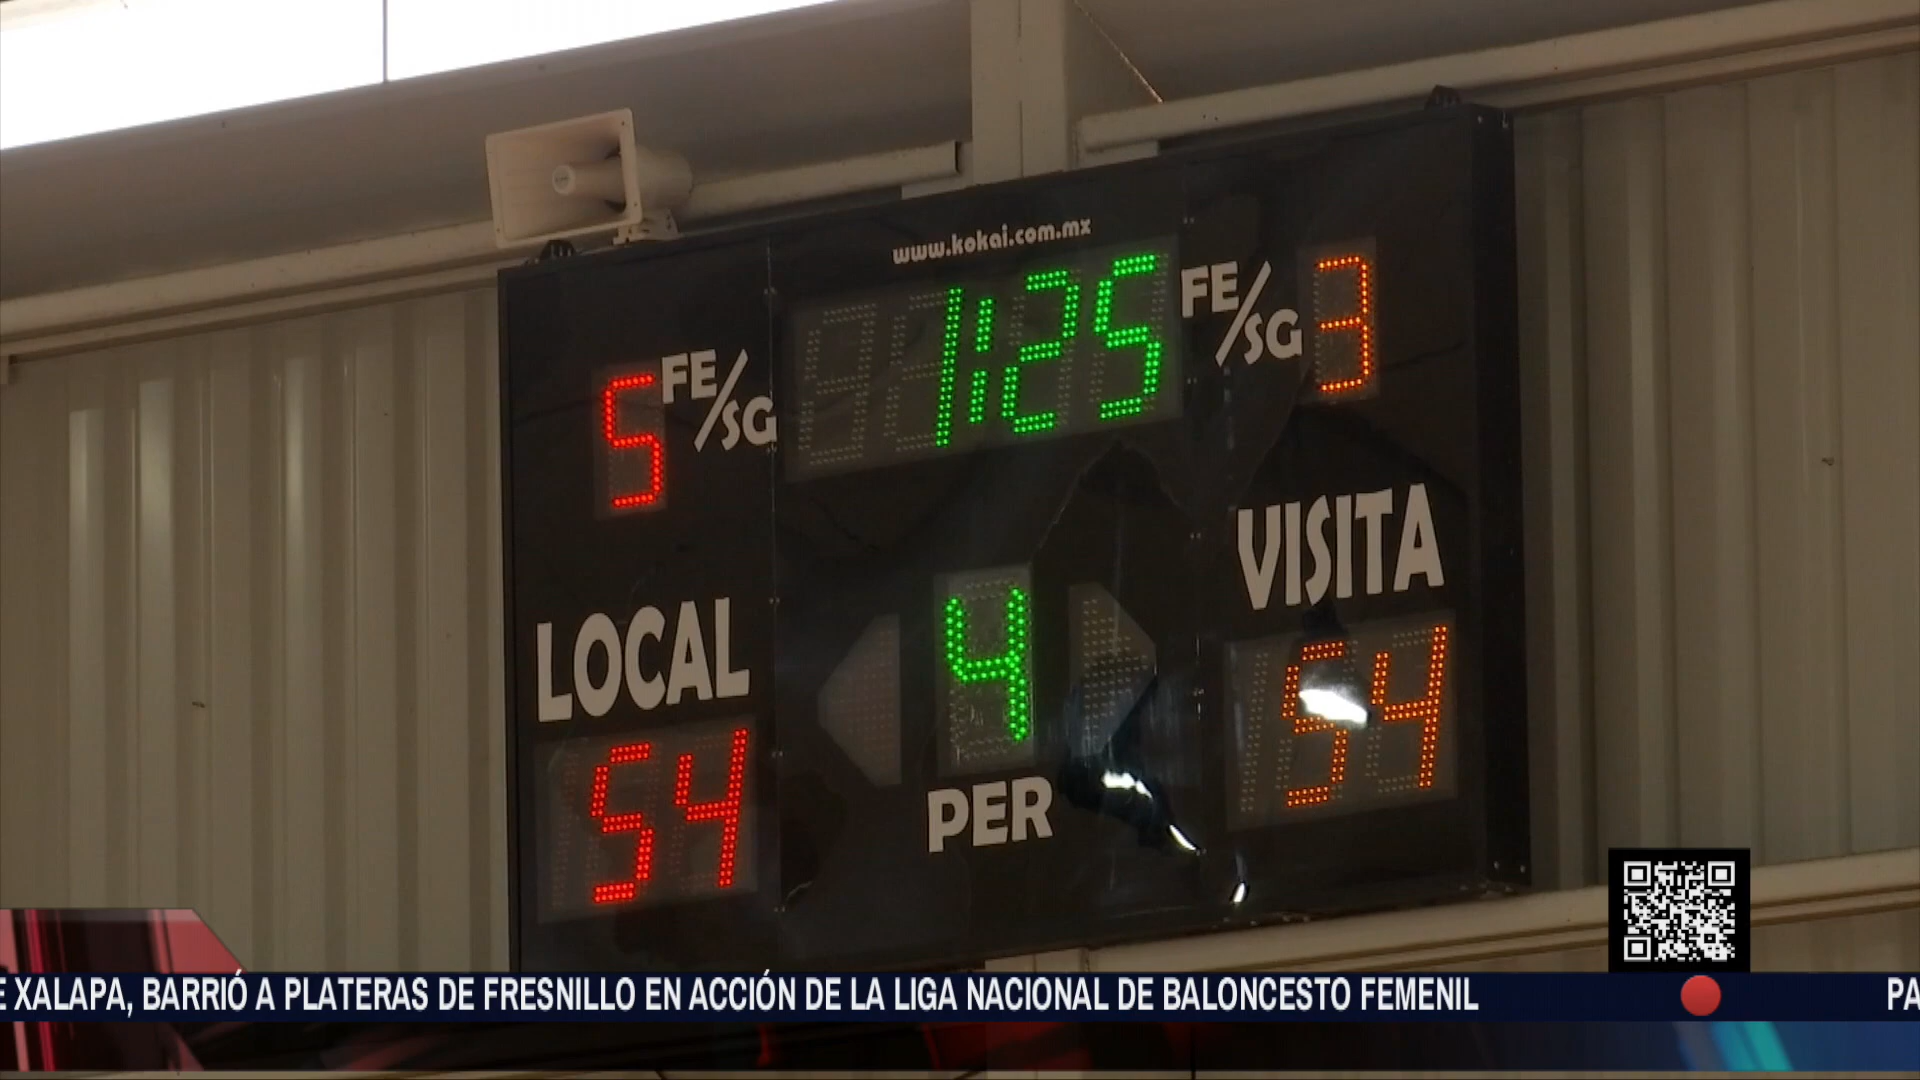 www.kokai.com.mx
5 FE/SG
1:25
FE/SG 3
LOCAL
54
4
PER
VISITA
54
E XALAPA, BARRIÓ A PLATERAS DE FRESNILLO EN ACCIÓN DE LA LIGA NACIONAL DE BALONCESTO FEMENIL
PA